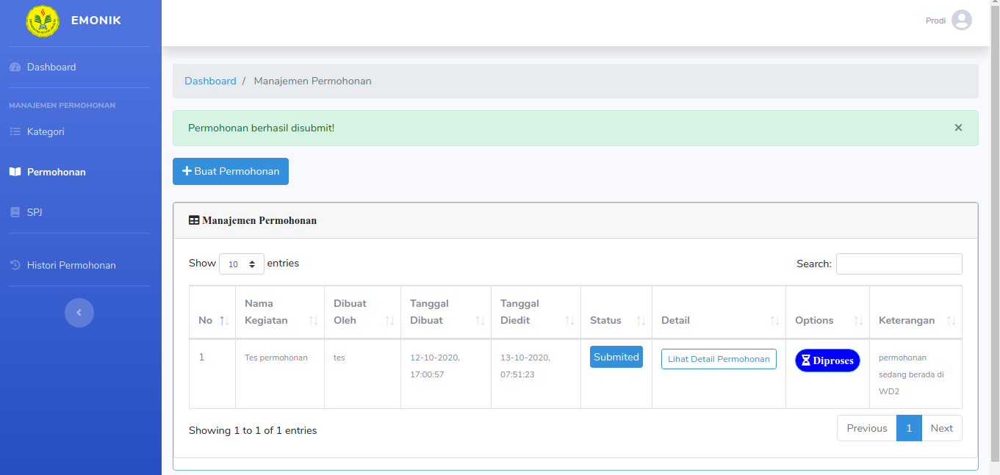 EMONIK
Prodi
Dashboard
MANAJEMEN PERMOHONAN
Kategori
Permohonan
SPJ
Histori Permohonan
Dashboard / Manajemen Permohonan
Permohonan berhasil disubmit! ×
+ Buat Permohonan
Manajemen Permohonan
Show 10 entries
Search:
No
Nama
Kegiatan
Dibuat
Oleh
Tanggal
Dibuat
Tanggal
Diedit
Status
Detail
Options
Keterangan
1
Tes permohonan
tes
12-10-2020,
17:00:57
13-10-2020,
07:51:23
Submited
Lihat Detail Permohonan
Diproses
permohonan
sedang berada di
WD2
Showing 1 to 1 of 1 entries
Previous 1 Next